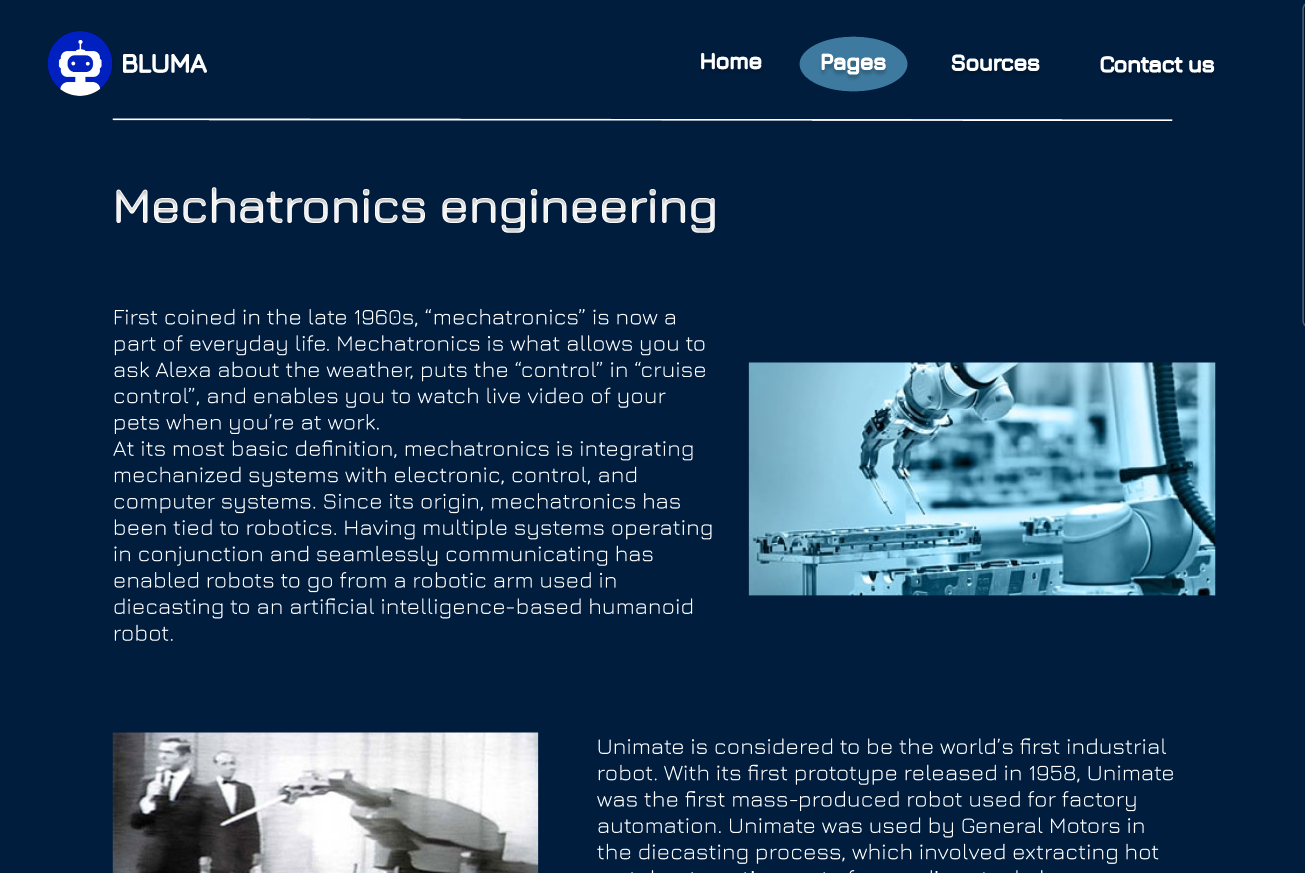 BLUMA
Home
Pages
Sources
Contact us
Mechatronics engineering
First coined in the late 1960s, “mechatronics” is now a
part of everyday life. Mechatronics is what allows you to
ask Alexa about the weather, puts the “control” in “cruise
control”, and enables you to watch live video of your
pets when you’re at work.
At its most basic definition, mechatronics is integrating
mechanized systems with electronic, control, and
computer systems. Since its origin, mechatronics has
been tied to robotics. Having multiple systems operating
in conjunction and seamlessly communicating has
enabled robots to go from a robotic arm used in
diecasting to an artificial intelligence-based humanoid
robot.
Unimate is considered to be the world’s first industrial
robot. With its first prototype released in 1958, Unimate
was the first mass-produced robot used for factory
automation. Unimate was used by General Motors in
the diecasting process, which involved extracting hot